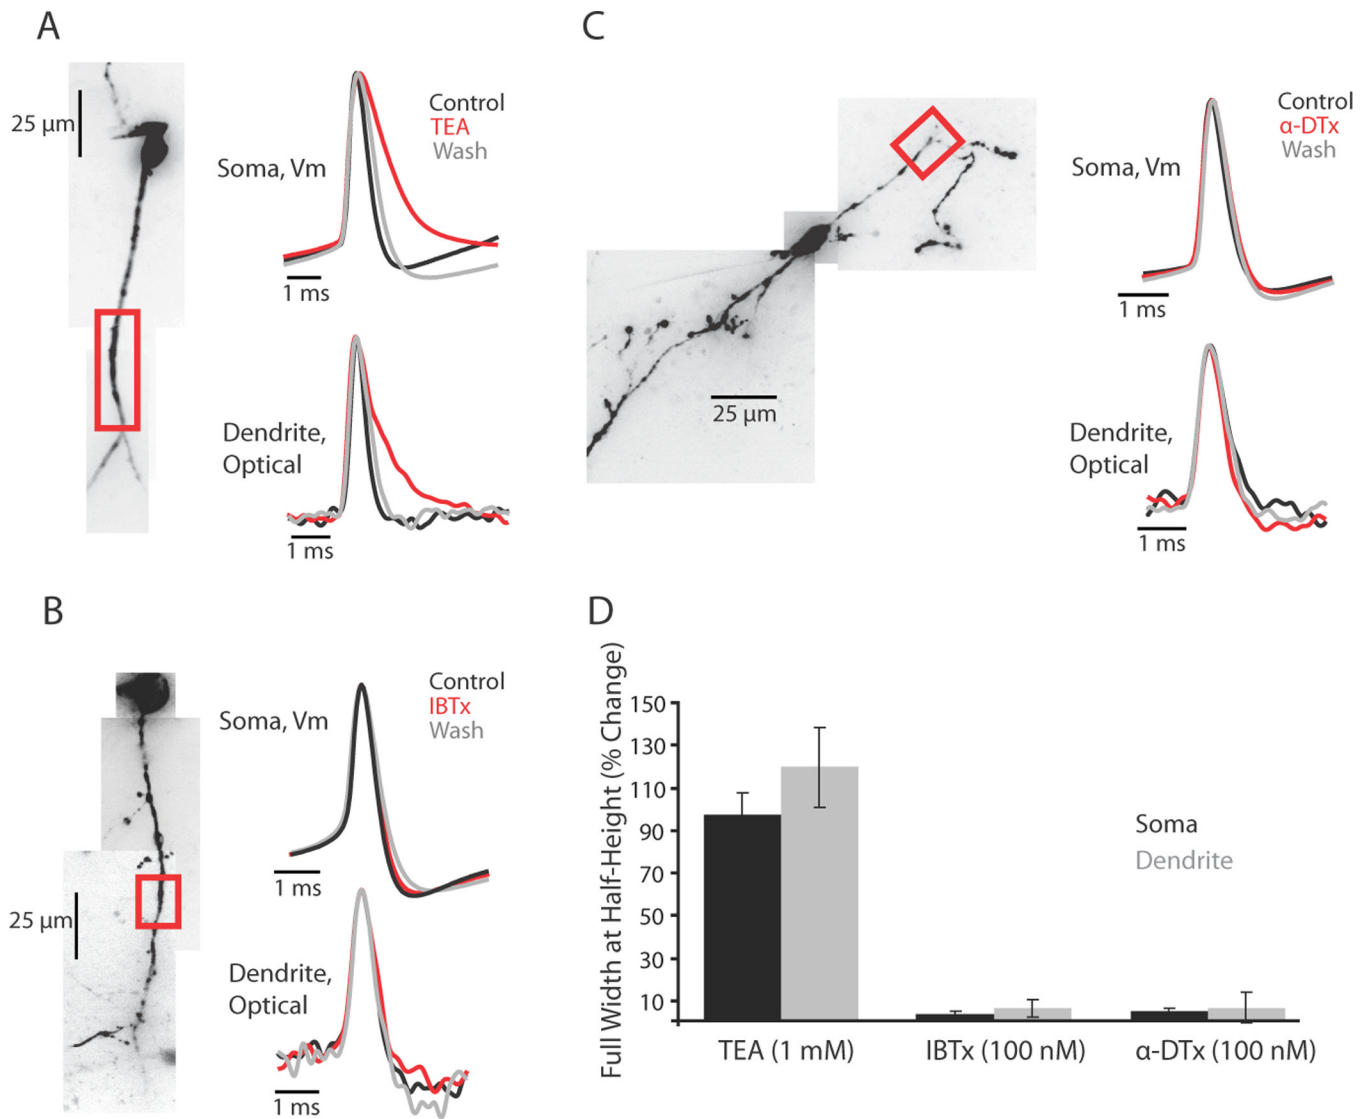 A
25 µm
Soma, Vm
Control
TEA
Wash
1 ms
Dendrite,
Optical
1 ms
B
25 µm
Soma, Vm
Control
IBTx
Wash
1 ms
Dendrite,
Optical
1 ms
C
25 µm
Soma, Vm
Control
α-DTx
Wash
1 ms
Dendrite,
Optical
1 ms
D
Full Width at Half-Height (% Change)
150
130
110
90
70
50
30
10
Soma
Dendrite
TEA (1 mM)
IBTx (100 nM)
α-DTx (100 nM)